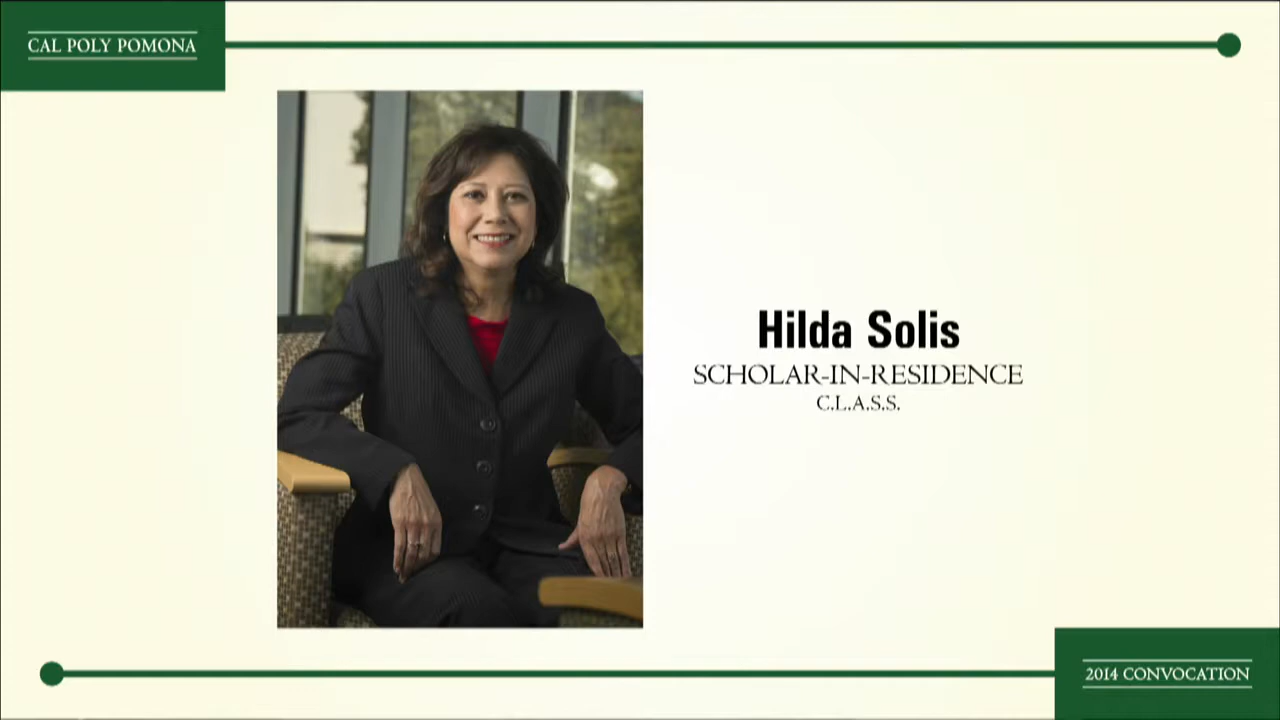 CAL POLY POMONA
Hilda Solis
SCHOLAR-IN-RESIDENCE
C.L.A.S.S.
2014 CONVOCATION